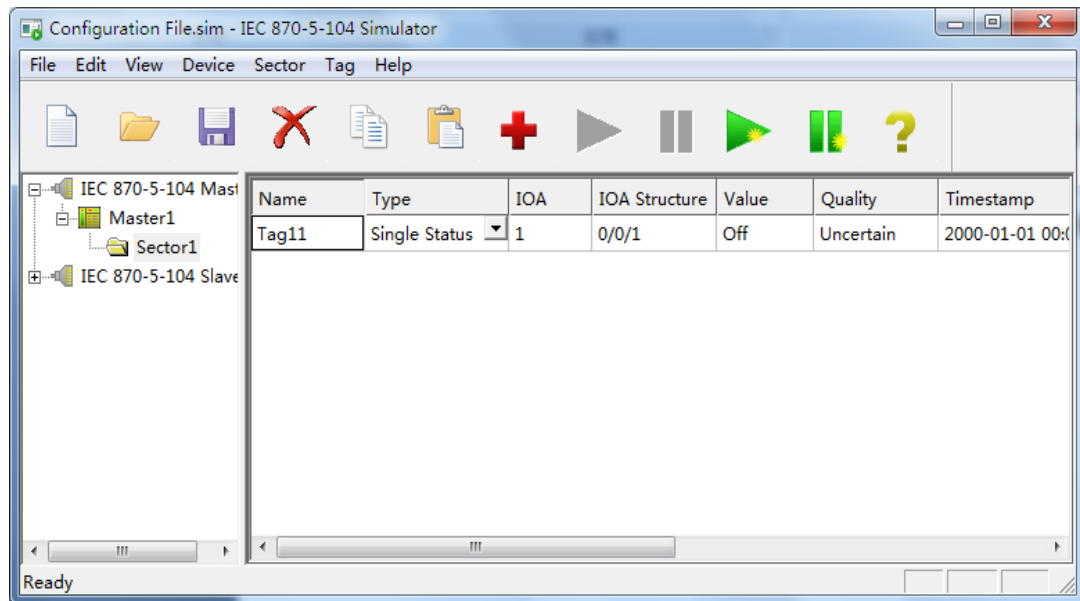 Configuration File.sim - IEC 870-5-104 Simulator
File Edit View Device Sector Tag Help
IEC 870-5-104 Mast
Master1
Sector1
IEC 870-5-104 Slave
Name Type IOA IOA Structure Value Quality Timestamp
Tag11 Single Status 1 0/0/1 Off Uncertain 2000-01-01 00:0
Ready